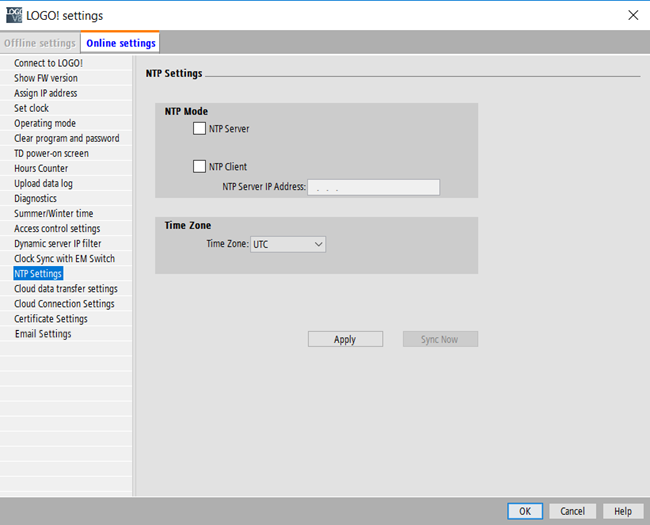 LOGO! settings
Offline settings
Online settings
Connect to LOGO!
Show FW version
Assign IP address
Set clock
Operating mode
Clear program and password
TD power-on screen
Hours Counter
Upload data log
Diagnostics
Summer/Winter time
Access control settings
Dynamic server IP filter
Clock Sync with EM Switch
NTP Settings
Cloud data transfer settings
Cloud Connection Settings
Certificate Settings
Email Settings
NTP Settings
NTP Mode
NTP Server
NTP Client
NTP Server IP Address: . . .
Time Zone
Time Zone: UTC
Apply
Sync Now
OK
Cancel
Help